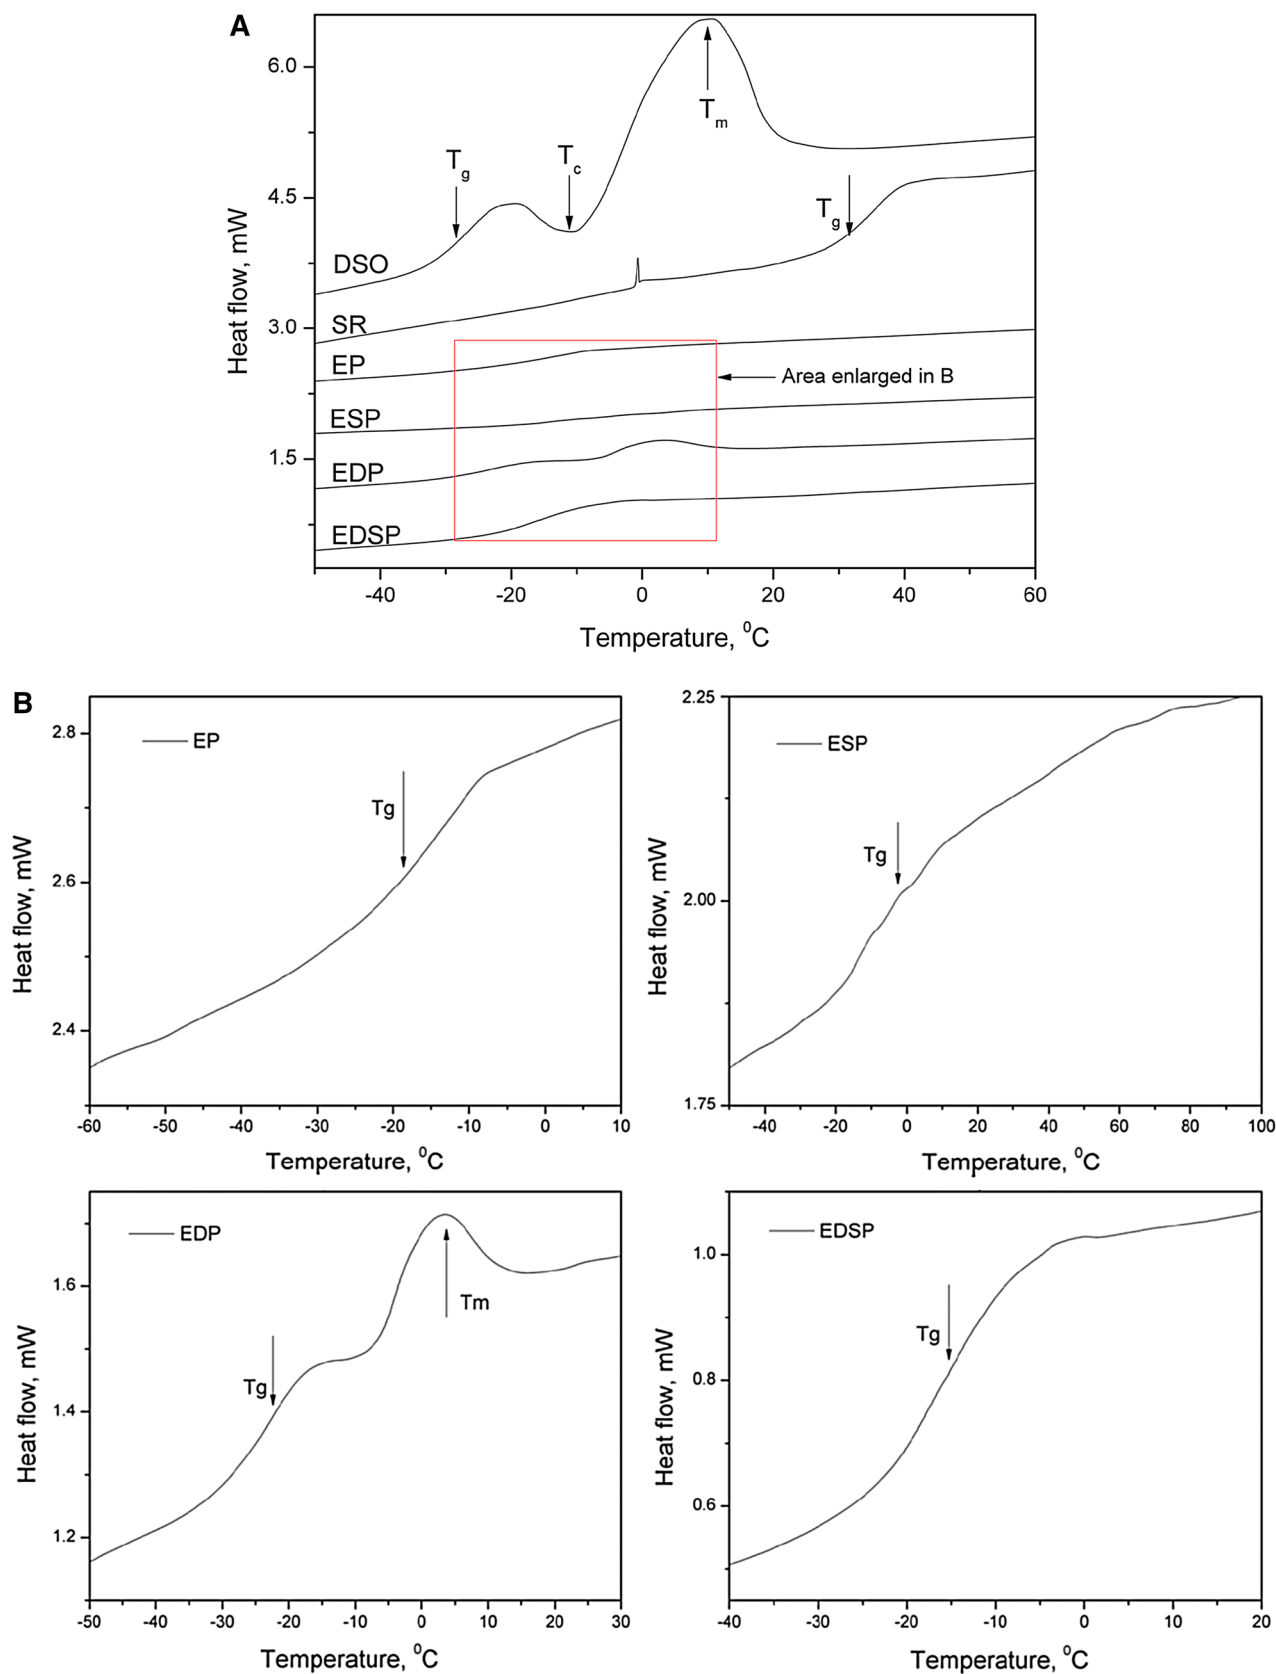 A
6.0
4.5
3.0
1.5
Heat flow, mW
Tg
Tc
Tm
Tg
DSO
SR
EP
ESP
EDP
EDSP
Area enlarged in B
-40 -20 0 20 40 60
Temperature, 0C
B
EP
Tg
2.8
2.6
2.4
Heat flow, mW
-60 -50 -40 -30 -20 -10 0 10
Temperature, 0C
ESP
Tg
2.25
2.00
1.75
Heat flow, mW
-40 -20 0 20 40 60 80 100
Temperature, 0C
EDP
Tg
Tm
1.6
1.4
1.2
Heat flow, mW
-50 -40 -30 -20 -10 0 10 20 30
Temperature, 0C
EDSP
Tg
1.0
0.8
0.6
Heat flow, mW
-40 -30 -20 -10 0 10 20
Temperature, 0C